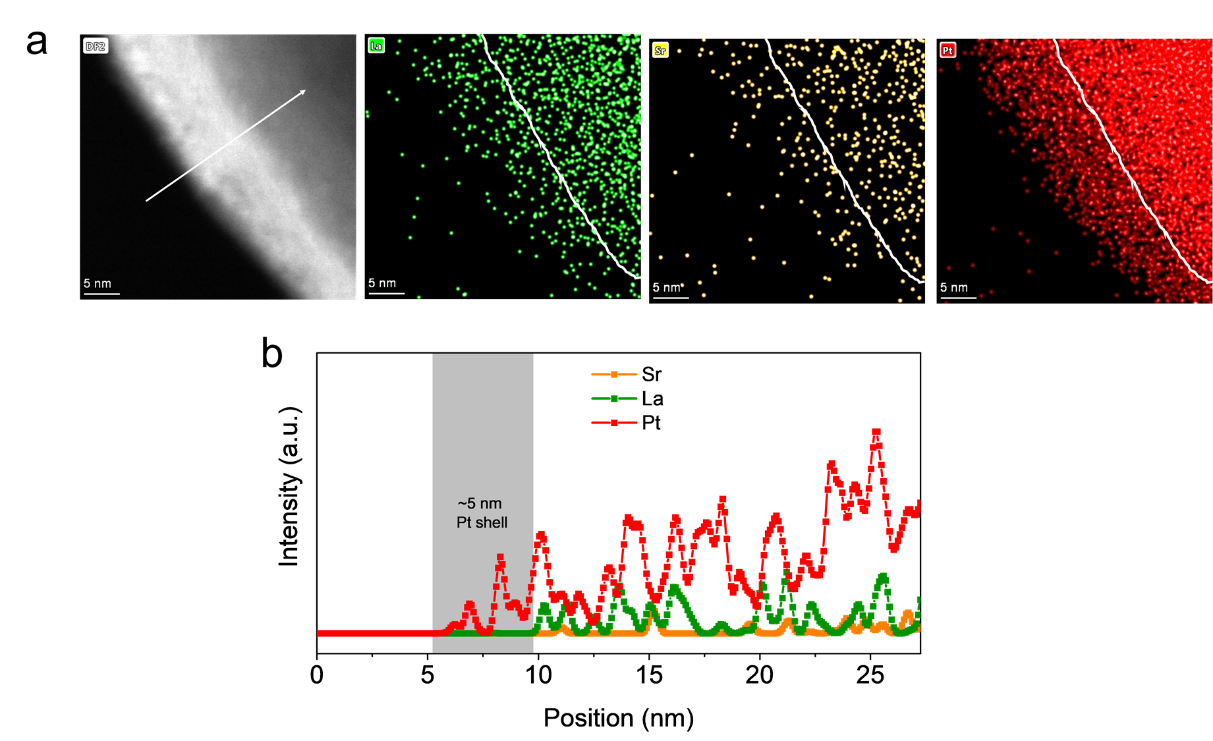 a
DF2
La
Sr
Pt
5 nm
5 nm
5 nm
5 nm
b
Sr
La
Pt
~5 nm
Pt shell
Intensity (a.u.)
0 5 10 15 20 25
Position (nm)